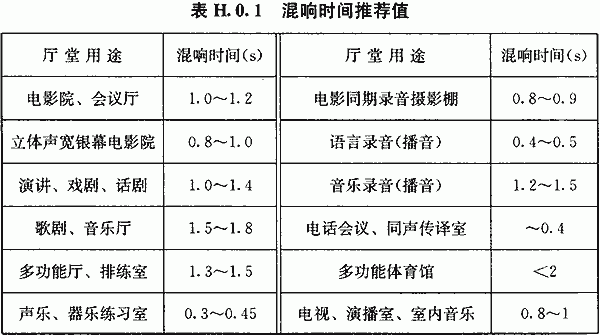 表 H.0.1 混响时间推荐值
厅堂用途 混响时间(s) 厅堂用途 混响时间(s)
电影院、会议厅 1.0～1.2 电影同期录音摄影棚 0.8～0.9
立体声宽银幕电影院 0.8～1.0 语言录音(播音) 0.4～0.5
演讲、戏剧、话剧 1.0～1.4 音乐录音(播音) 1.2～1.5
歌剧、音乐厅 1.5～1.8 电话会议、同声传译室 ～0.4
多功能厅、排练室 1.3～1.5 多功能体育馆 <2
声乐、器乐练习室 0.3～0.45 电视、演播室、室内音乐 0.8～1